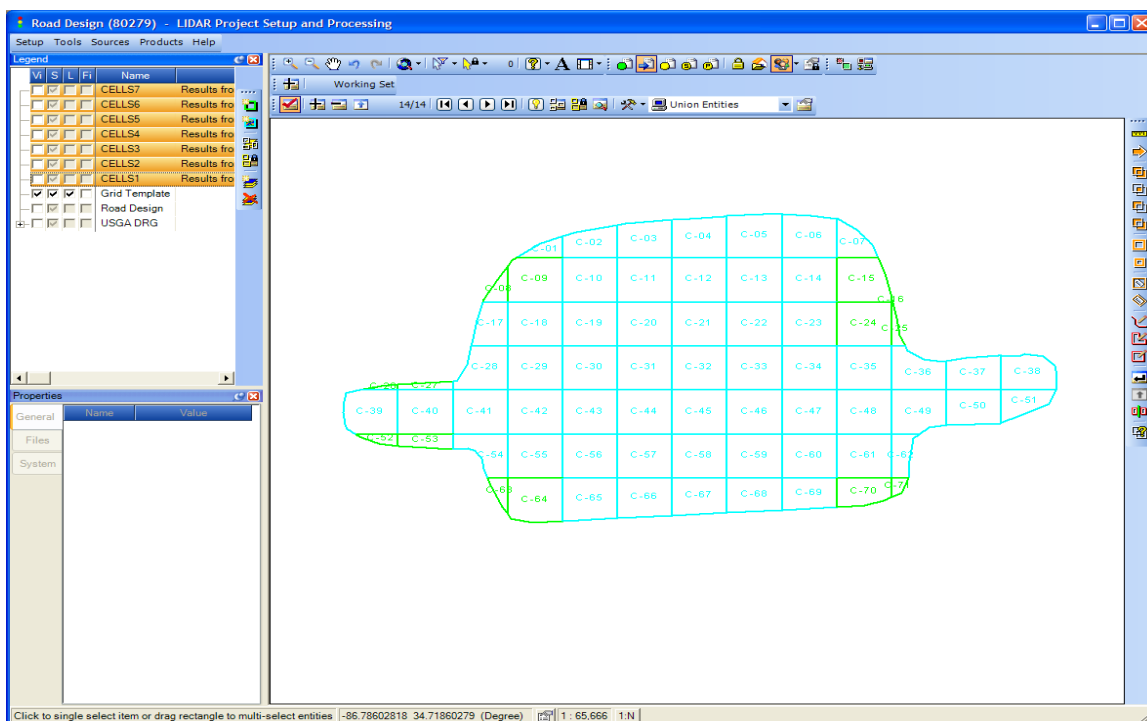 Road Design (80279) - LIDAR Project Setup and Processing
Setup Tools Sources Products Help
Legend
Vi S L Fi Name
CELLS7 Results fro
CELLS6 Results fro
CELLS5 Results fro
CELLS4 Results fro
CELLS3 Results fro
CELLS2 Results fro
CELLS1 Results fro
Grid Template
Road Design
USGA DRG
0
Working Set
14/14 Union Entities
C-01 C-02 C-03 C-04 C-05 C-06 C-07
C-09 C-10 C-11 C-12 C-13 C-14 C-15
C-17 C-18 C-19 C-20 C-21 C-22 C-23 C-24 C-25
C-28 C-29 C-30 C-31 C-32 C-33 C-34 C-35 C-36 C-37 C-38
C-27
C-39 C-40 C-41 C-42 C-43 C-44 C-45 C-46 C-47 C-48 C-49 C-50 C-51
C-52 C-53 C-54 C-55 C-56 C-57 C-58 C-59 C-60 C-61
C-64 C-65 C-66 C-67 C-68 C-69 C-70 C-71
Properties
General
Files
System
Name Value
Click to single select item or drag rectangle to multi-select entities -86.78602818 34.71860279 (Degree) 1 : 65,666 1:N